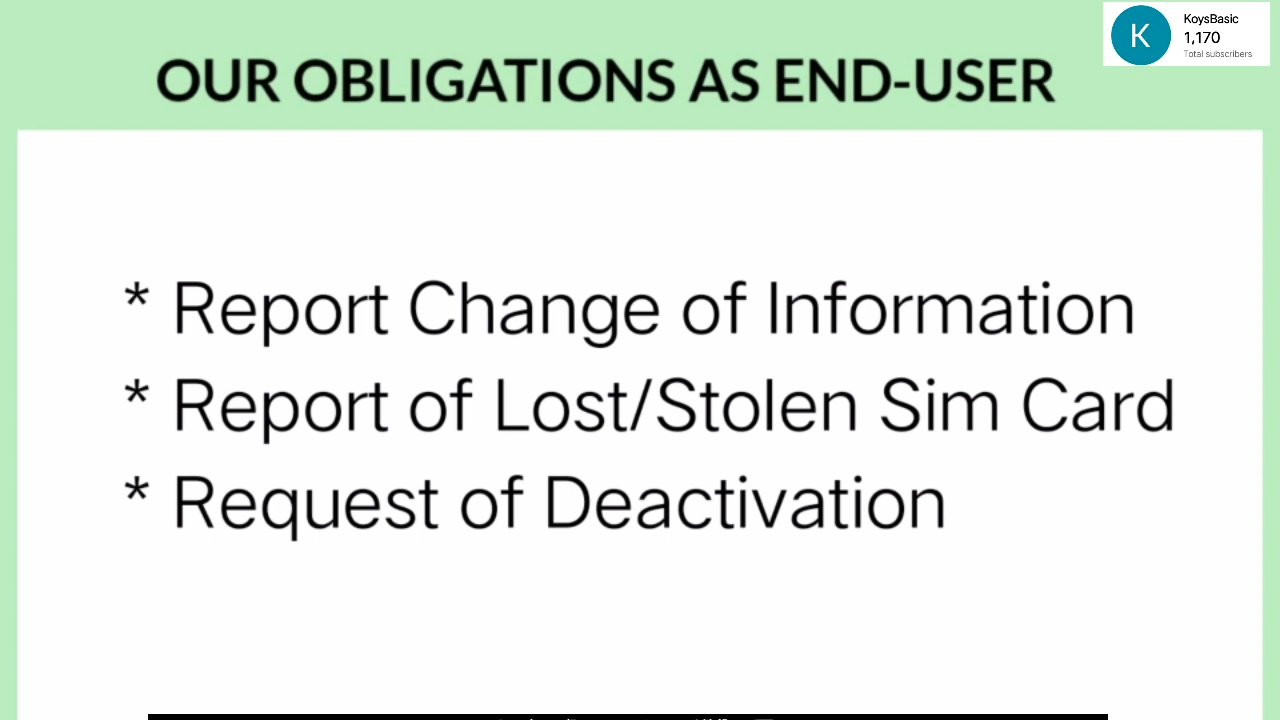 KoysBasic
1,170
Total subscribers
K
OUR OBLIGATIONS AS END-USER
* Report Change of Information
* Report of Lost/Stolen Sim Card
* Request of Deactivation